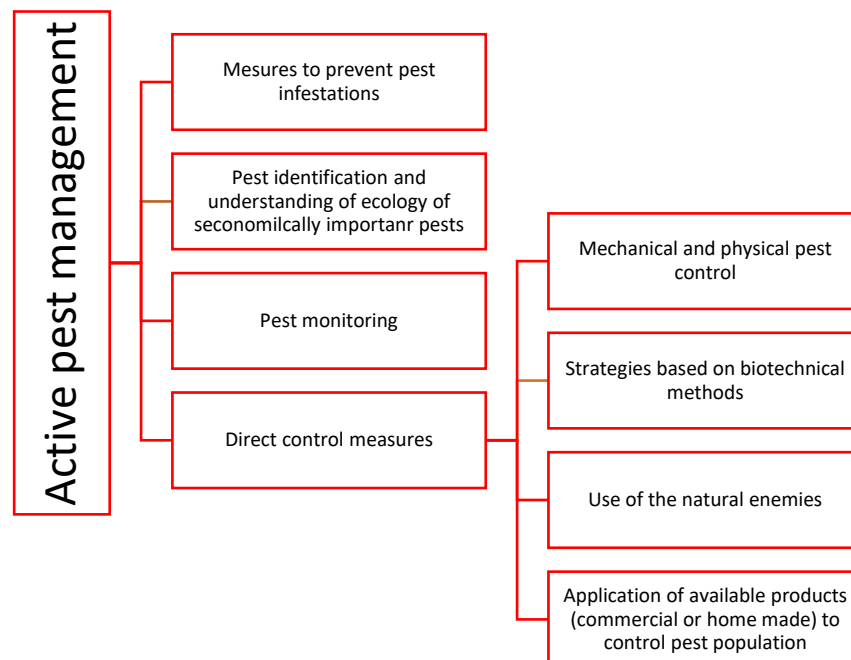 Active pest management
Mesures to prevent pest
infestations
Pest identification and
understanding of ecology of
seconomilcally importanr pests
Pest monitoring
Direct control measures
Mechanical and physical pest
control
Strategies based on biotechnical
methods
Use of the natural enemies
Application of available products
(commercial or home made) to
control pest population